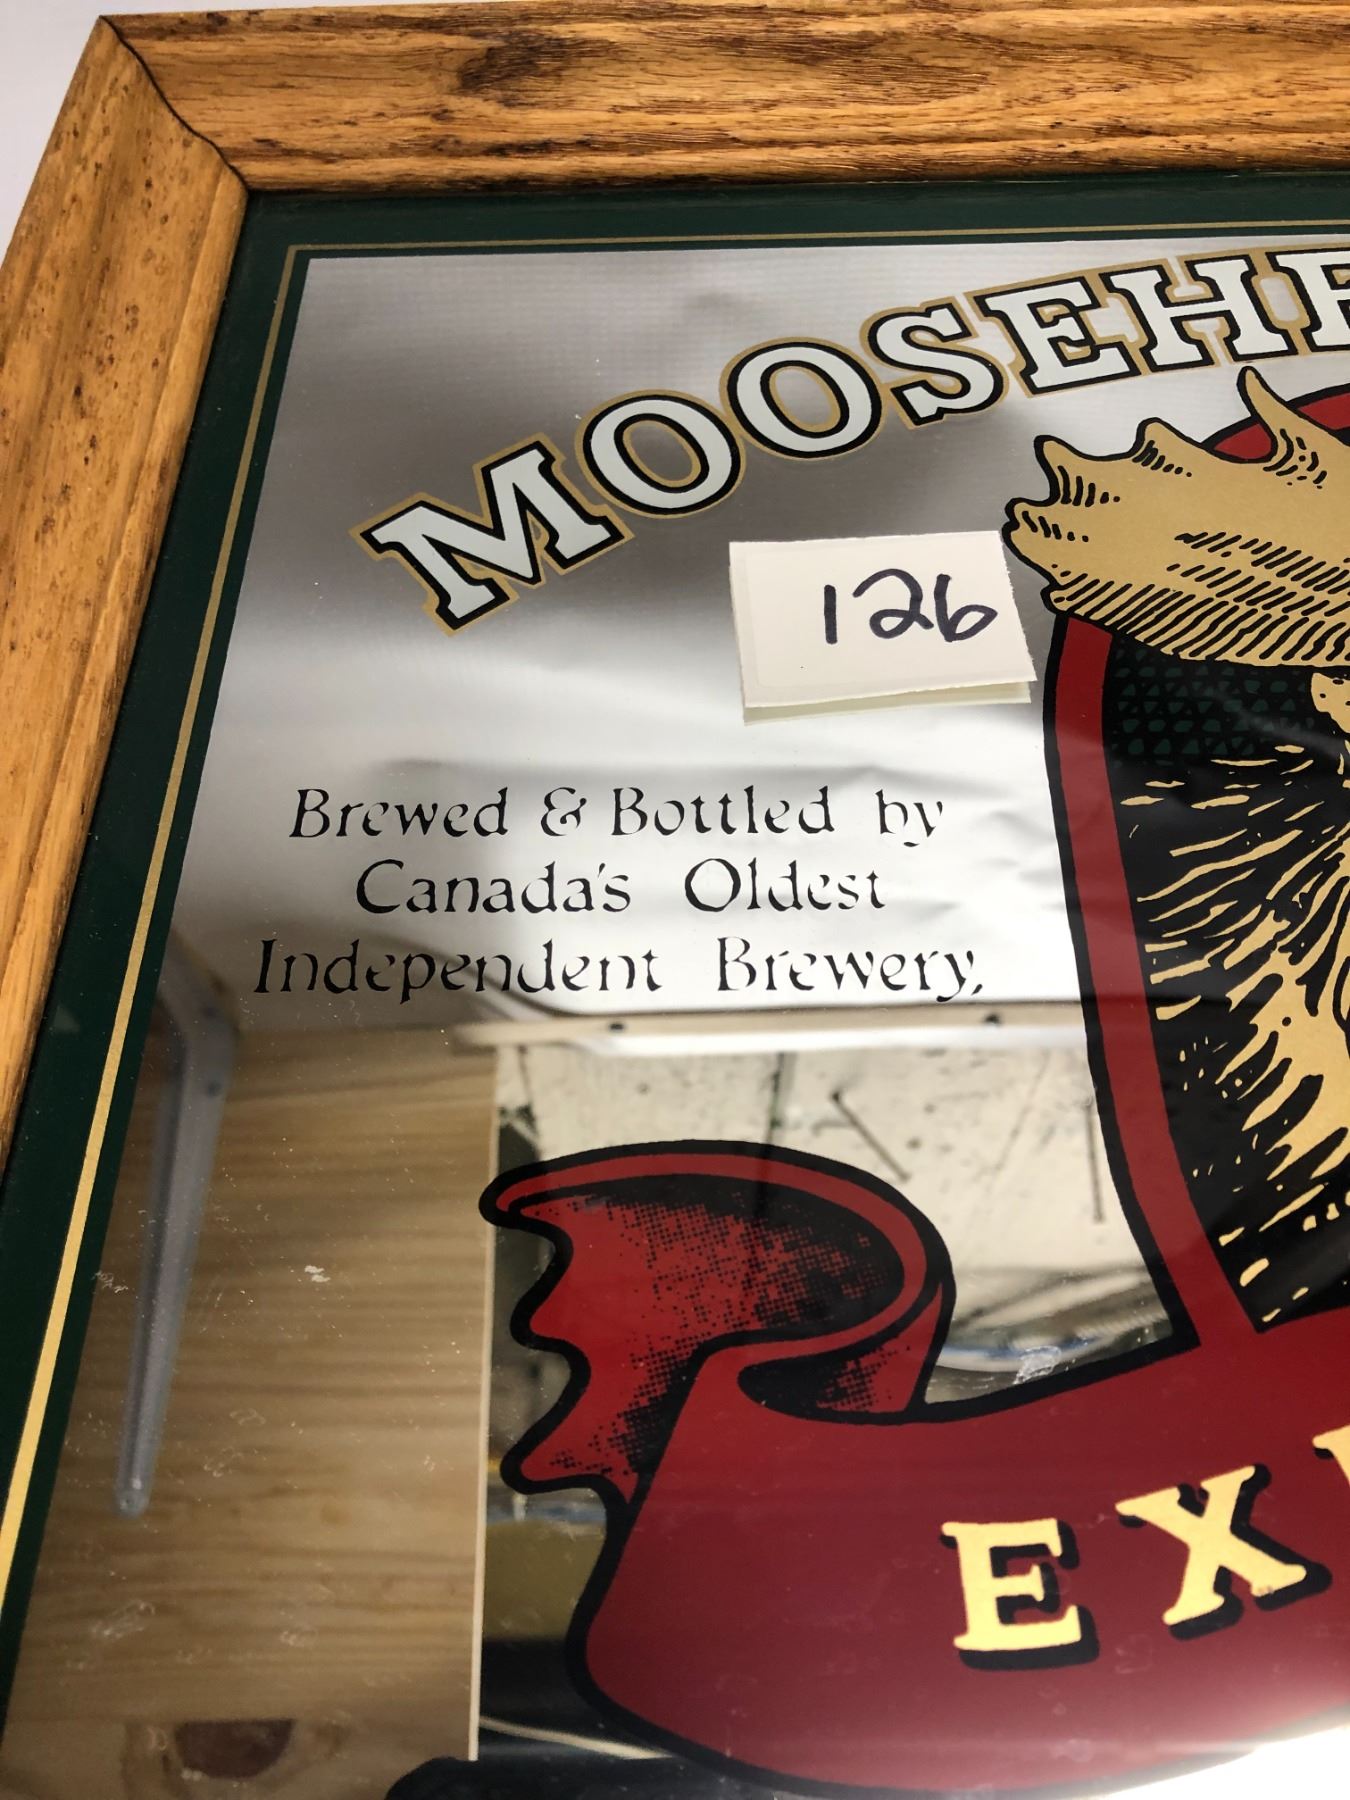 MOOSEHE
126
Brewed & Bottled by
Canada's Oldest
Independent Brewery,
EX